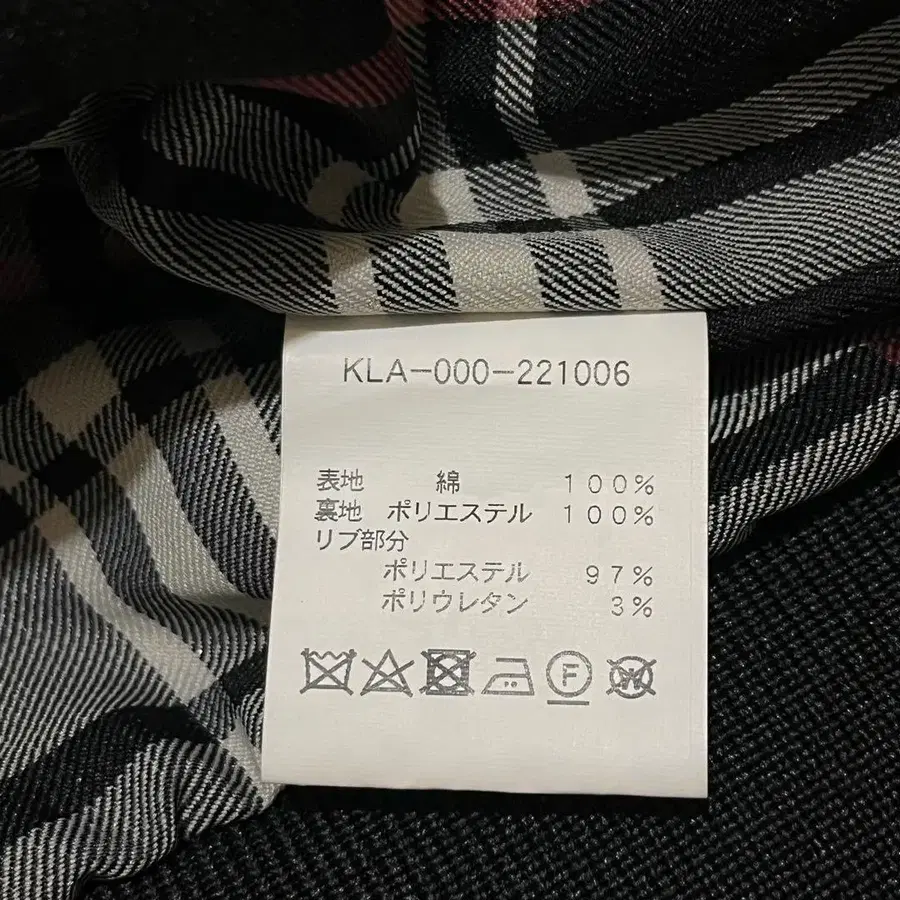 KLA-000-221006
表地 綿 100%
裏地 ポリエステル 100%
リブ部分
ポリエステル 97%
ポリウレタン 3%
F W